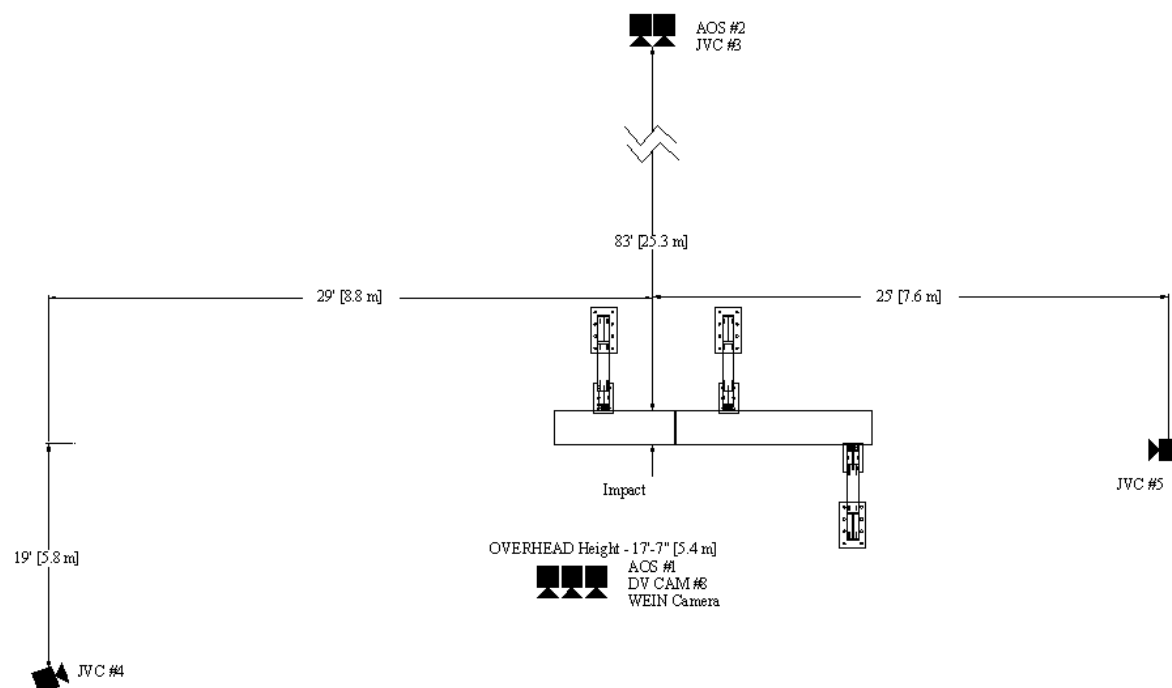 AOS #2
JVC #3
83' [25.3 m]
29' [8.8 m]
25' [7.6 m]
Impact
JVC #5
OVERHEAD Height - 17'-7" [5.4 m]
19' [5.8 m]
AOS #1
DV CAM #8
WEIN Camera
JVC #4